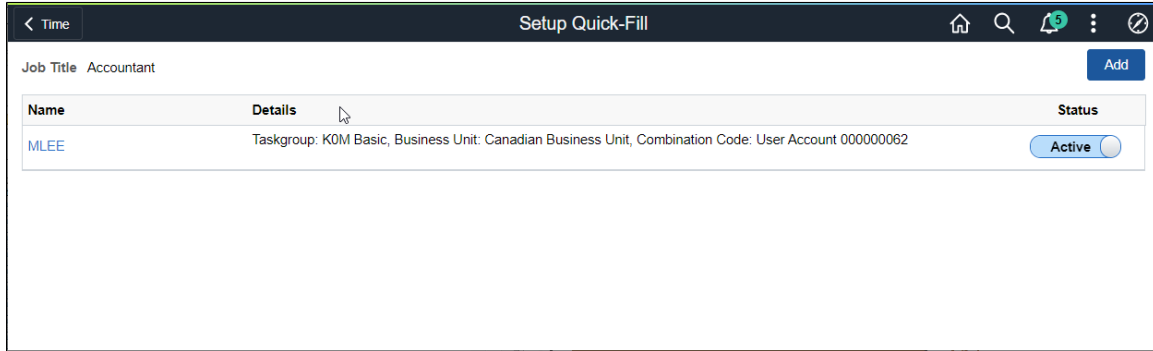 Time
Setup Quick-Fill
5
Job Title Accountant
Add
Name Details Status
MLEE Taskgroup: K0M Basic, Business Unit: Canadian Business Unit, Combination Code: User Account 000000062 Active